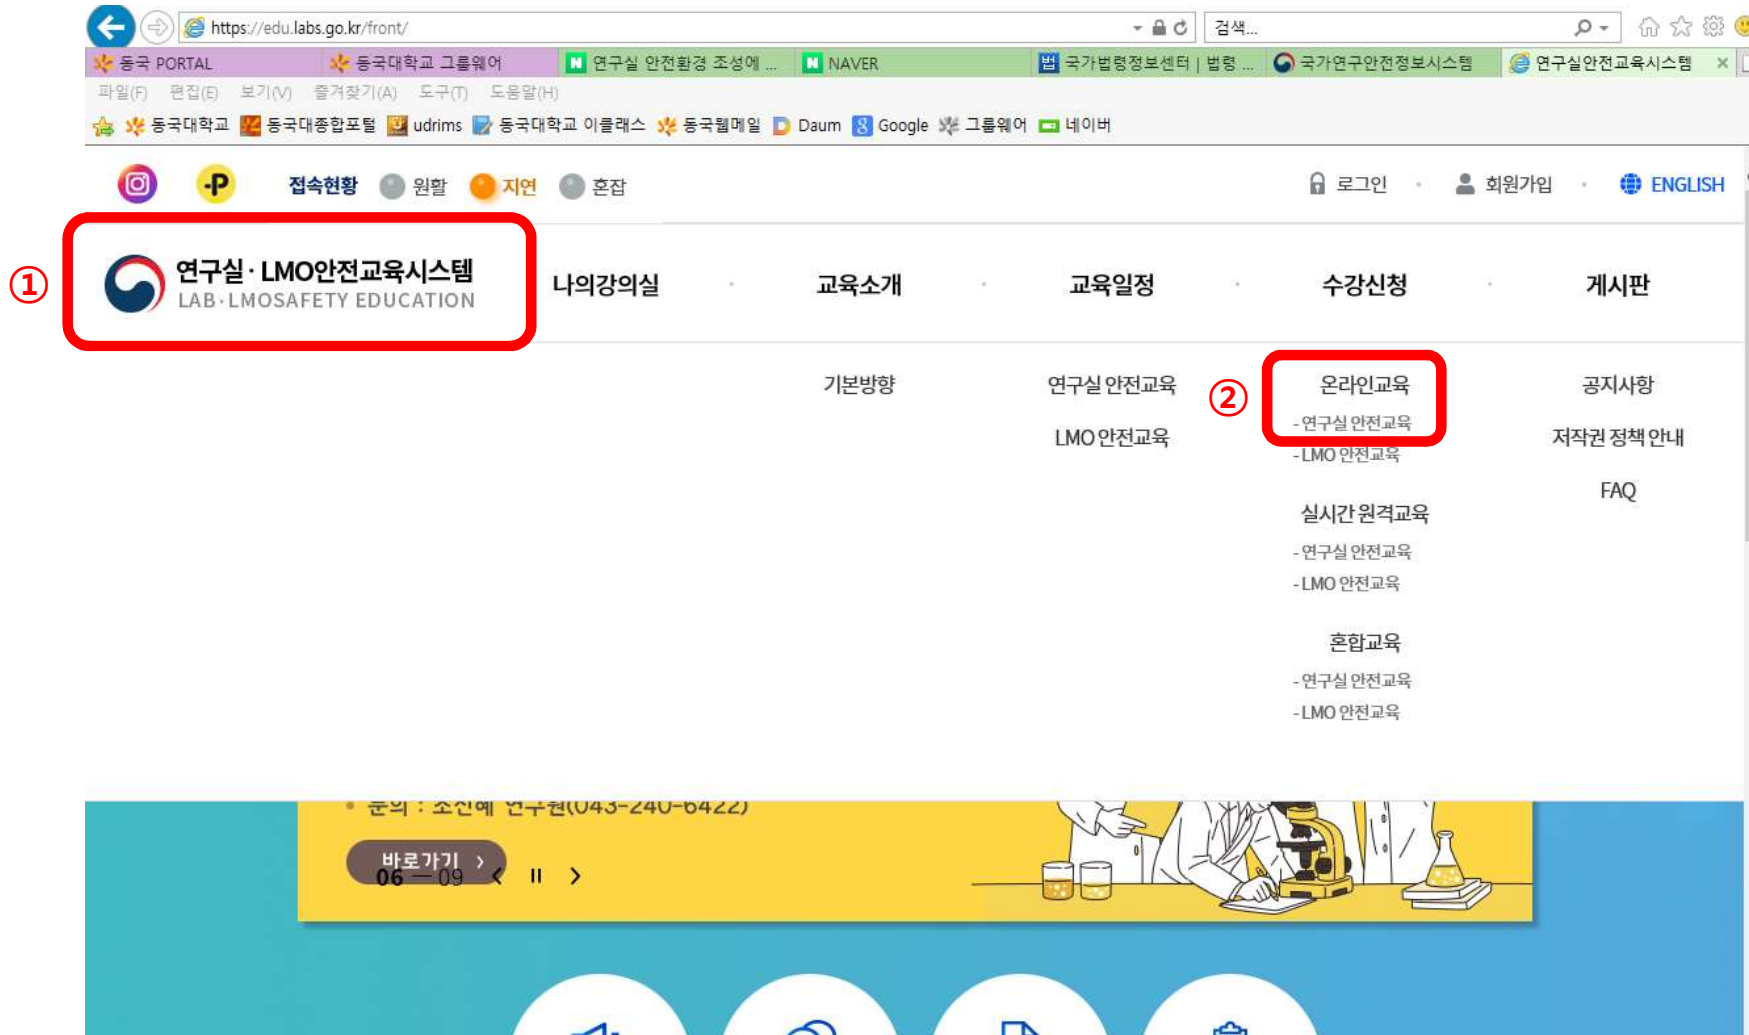 https://edu.labs.go.kr/front/
검색...
동국 PORTAL
동국대학교 그룹웨어
연구실 안전환경 조성에 ...
NAVER
국가법령정보센터 | 법령 ...
국가연구안전정보시스템
연구실안전교육시스템
파일(F) 편집(E) 보기(V) 즐겨찾기(A) 도구(T) 도움말(H)
동국대학교 동국대종합포털 udrims 동국대학교 이클래스 동국웹메일 Daum Google 그룹웨어 네이버
접속현황 원활 지연 혼잡
로그인 · 회원가입 · ENGLISH
①
연구실·LMO안전교육시스템
LAB·LMOSAFETY EDUCATION
나의강의실 · 교육소개 · 교육일정 · 수강신청 · 게시판
기본방향
연구실 안전교육
LMO 안전교육
②
온라인교육
- 연구실 안전교육
- LMO 안전교육
실시간 원격교육
- 연구실 안전교육
- LMO 안전교육
혼합교육
- 연구실 안전교육
- LMO 안전교육
공지사항
저작권 정책 안내
FAQ
• 문의 : 조신혜 연구원(043-240-6422)
바로가기 >
06 — 09